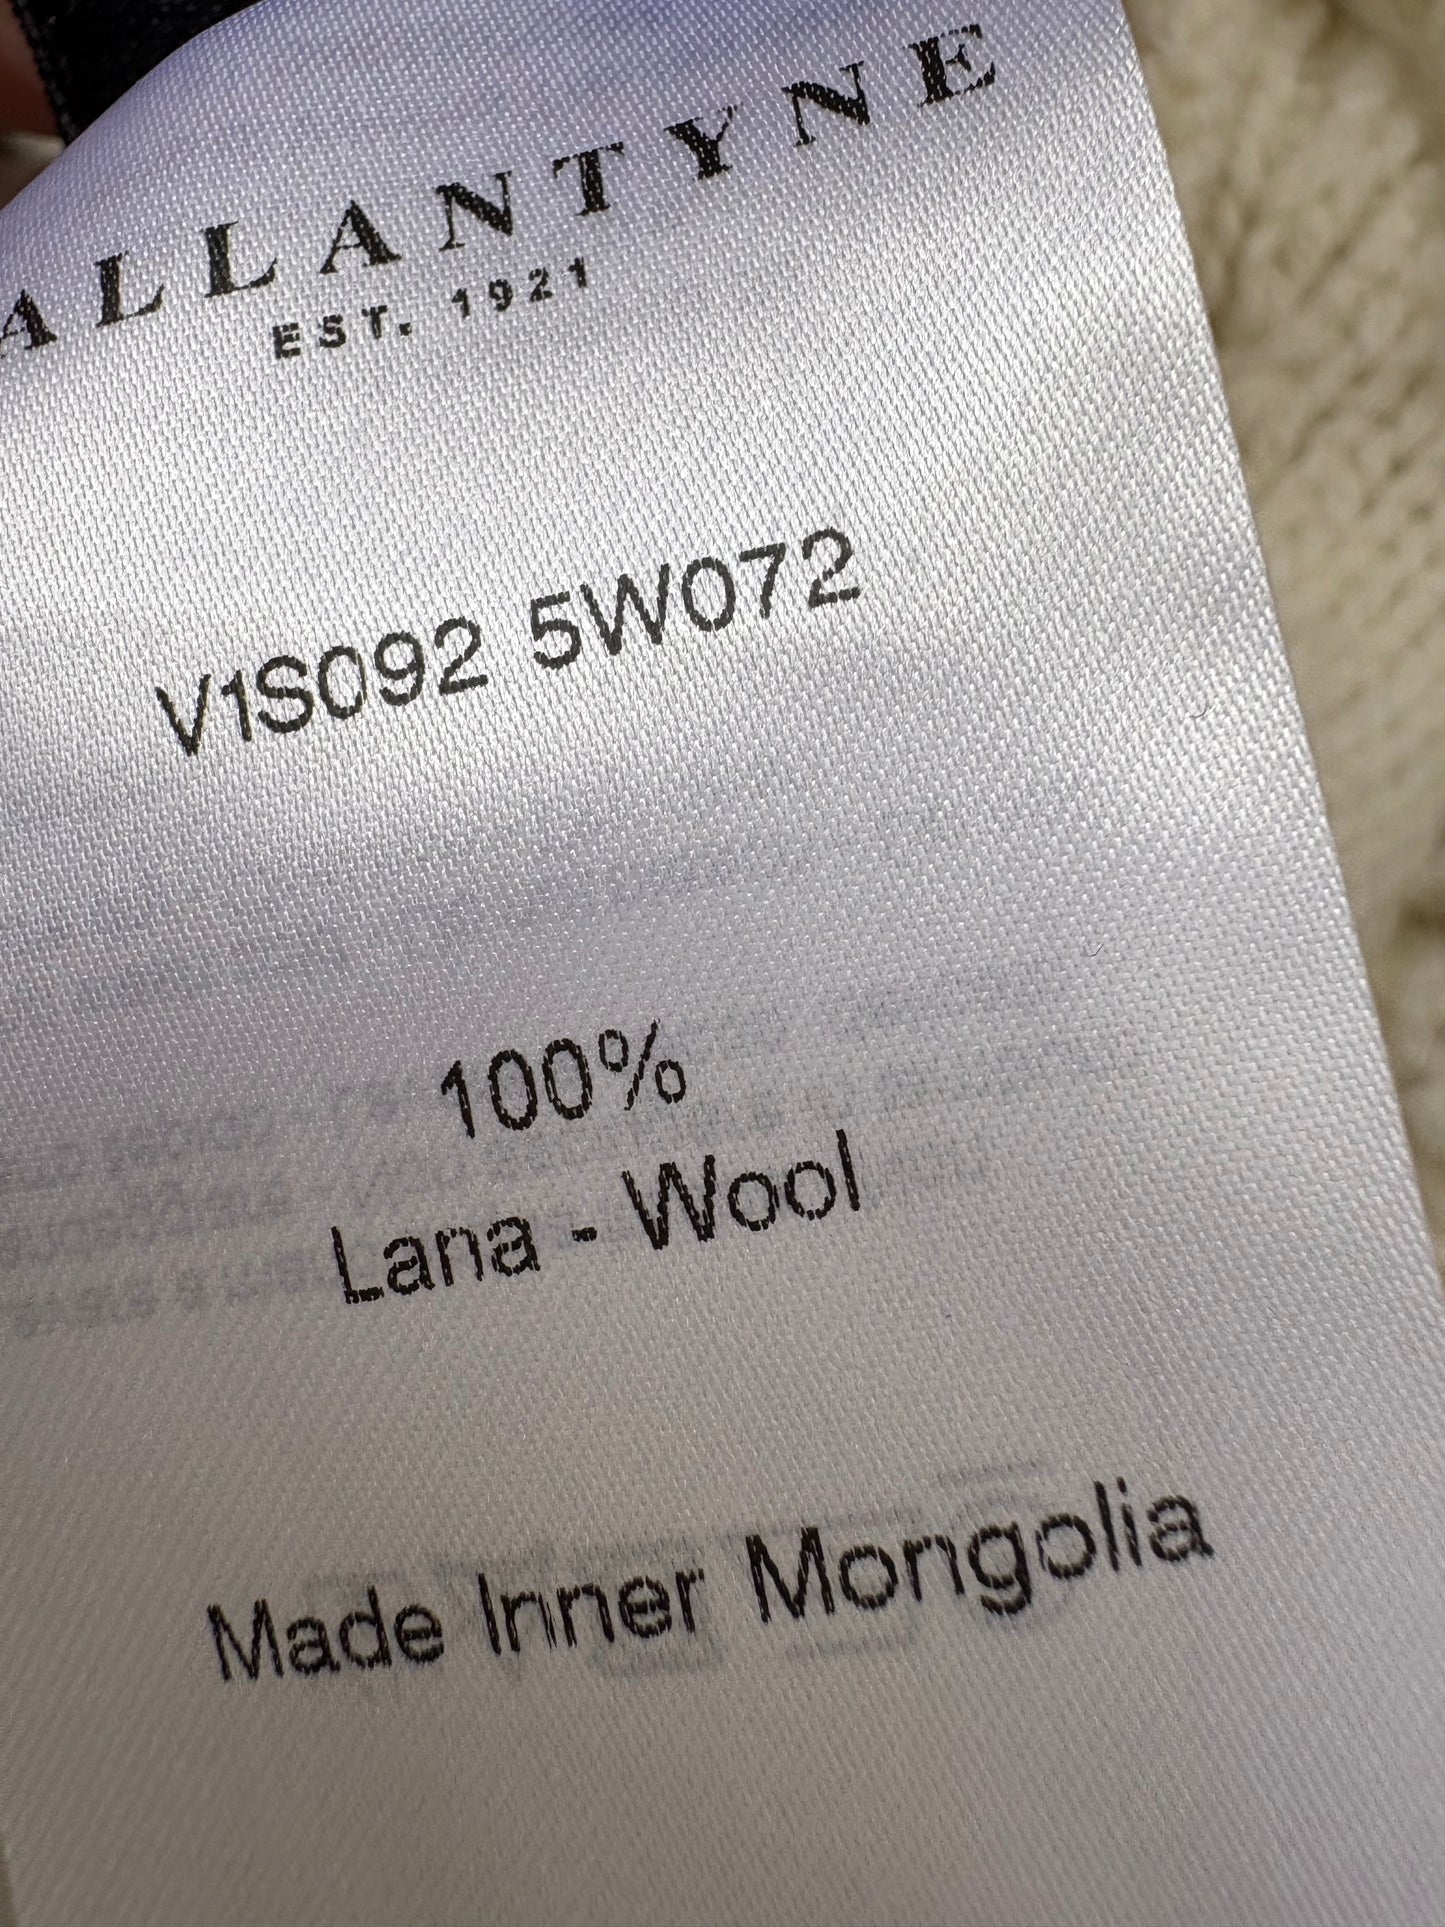 ALLANTYNE
EST. 1921
V1S092 5W072
100%
Lana - Wool
Made Inner Mongolia